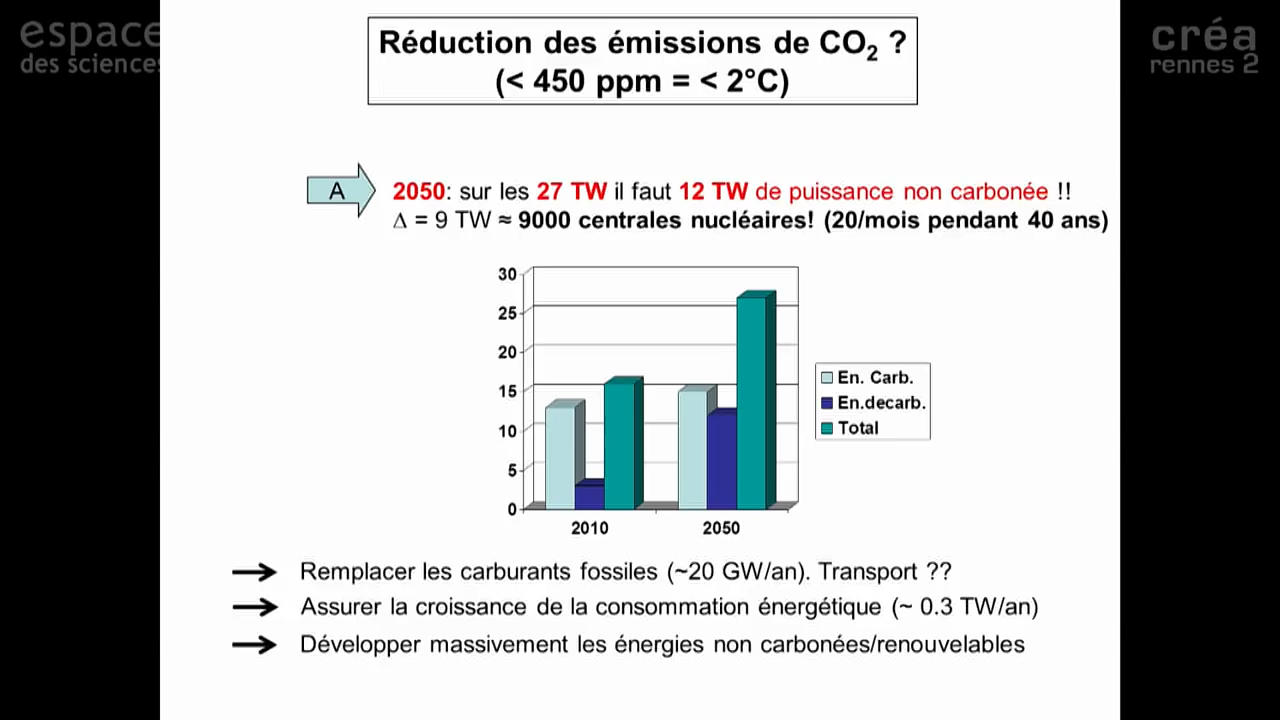 espace
des sciences
créa
rennes 2
Réduction des émissions de CO₂ ?
(< 450 ppm = < 2°C)
A
2050: sur les 27 TW il faut 12 TW de puissance non carbonée !!
Δ = 9 TW ≈ 9000 centrales nucléaires! (20/mois pendant 40 ans)
30
25
20
15
10
5
0
2010
2050
En. Carb.
En.decarb.
Total
Remplacer les carburants fossiles (~20 GW/an). Transport ??
Assurer la croissance de la consommation énergétique (~ 0.3 TW/an)
Développer massivement les énergies non carbonées/renouvelables